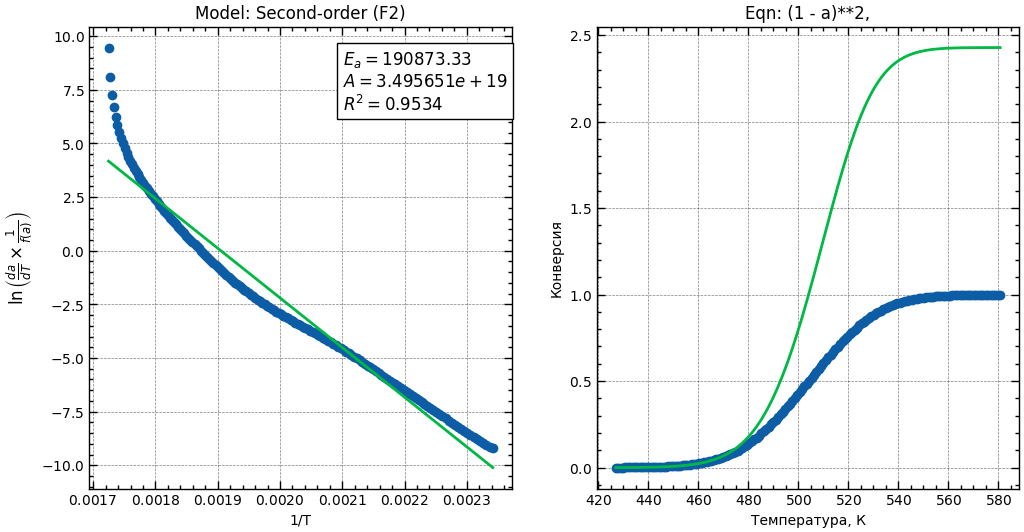 Model: Second-order (F2)
10.0
7.5
5.0
2.5
0.0
−2.5
−5.0
−7.5
−10.0
ln (da/dT × 1/f(a))
E_a = 190873.33
A = 3.495651e + 19
R² = 0.9534
0.0017 0.0018 0.0019 0.0020 0.0021 0.0022 0.0023
1/T
Eqn: (1 - a)**2,
2.5
2.0
1.5
1.0
0.5
0.0
Конверсия
420 440 460 480 500 520 540 560 580
Температура, К